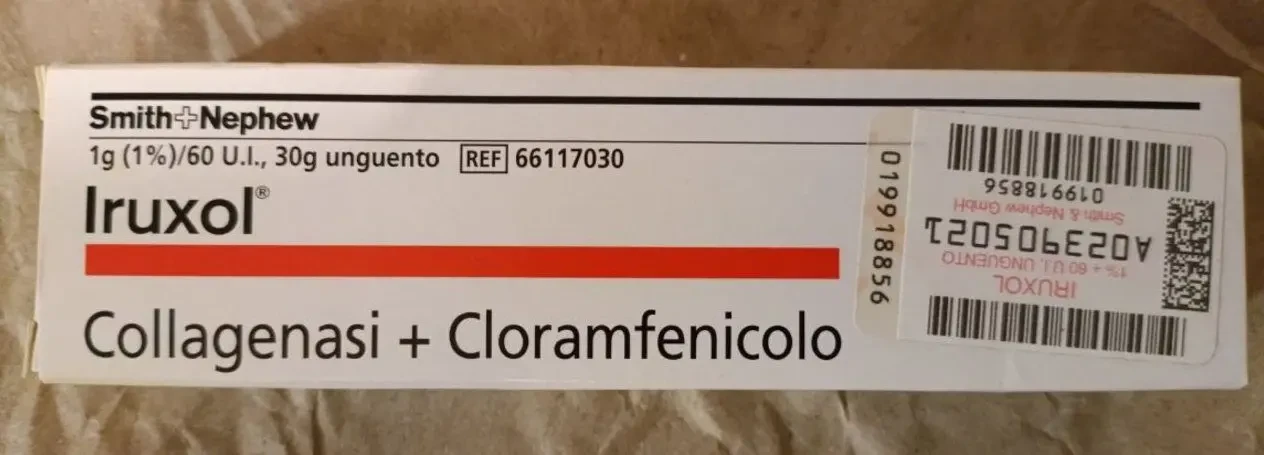 Smith+Nephew
1g (1%)/60 U.I., 30g unguento REF 66117030
Iruxol®
Collagenasi + Cloramfenicolo
019918856
IRUXOL
1% + 60 U.I. UNGUENTO
A023905021
Smith & Nephew GmbH
019918856